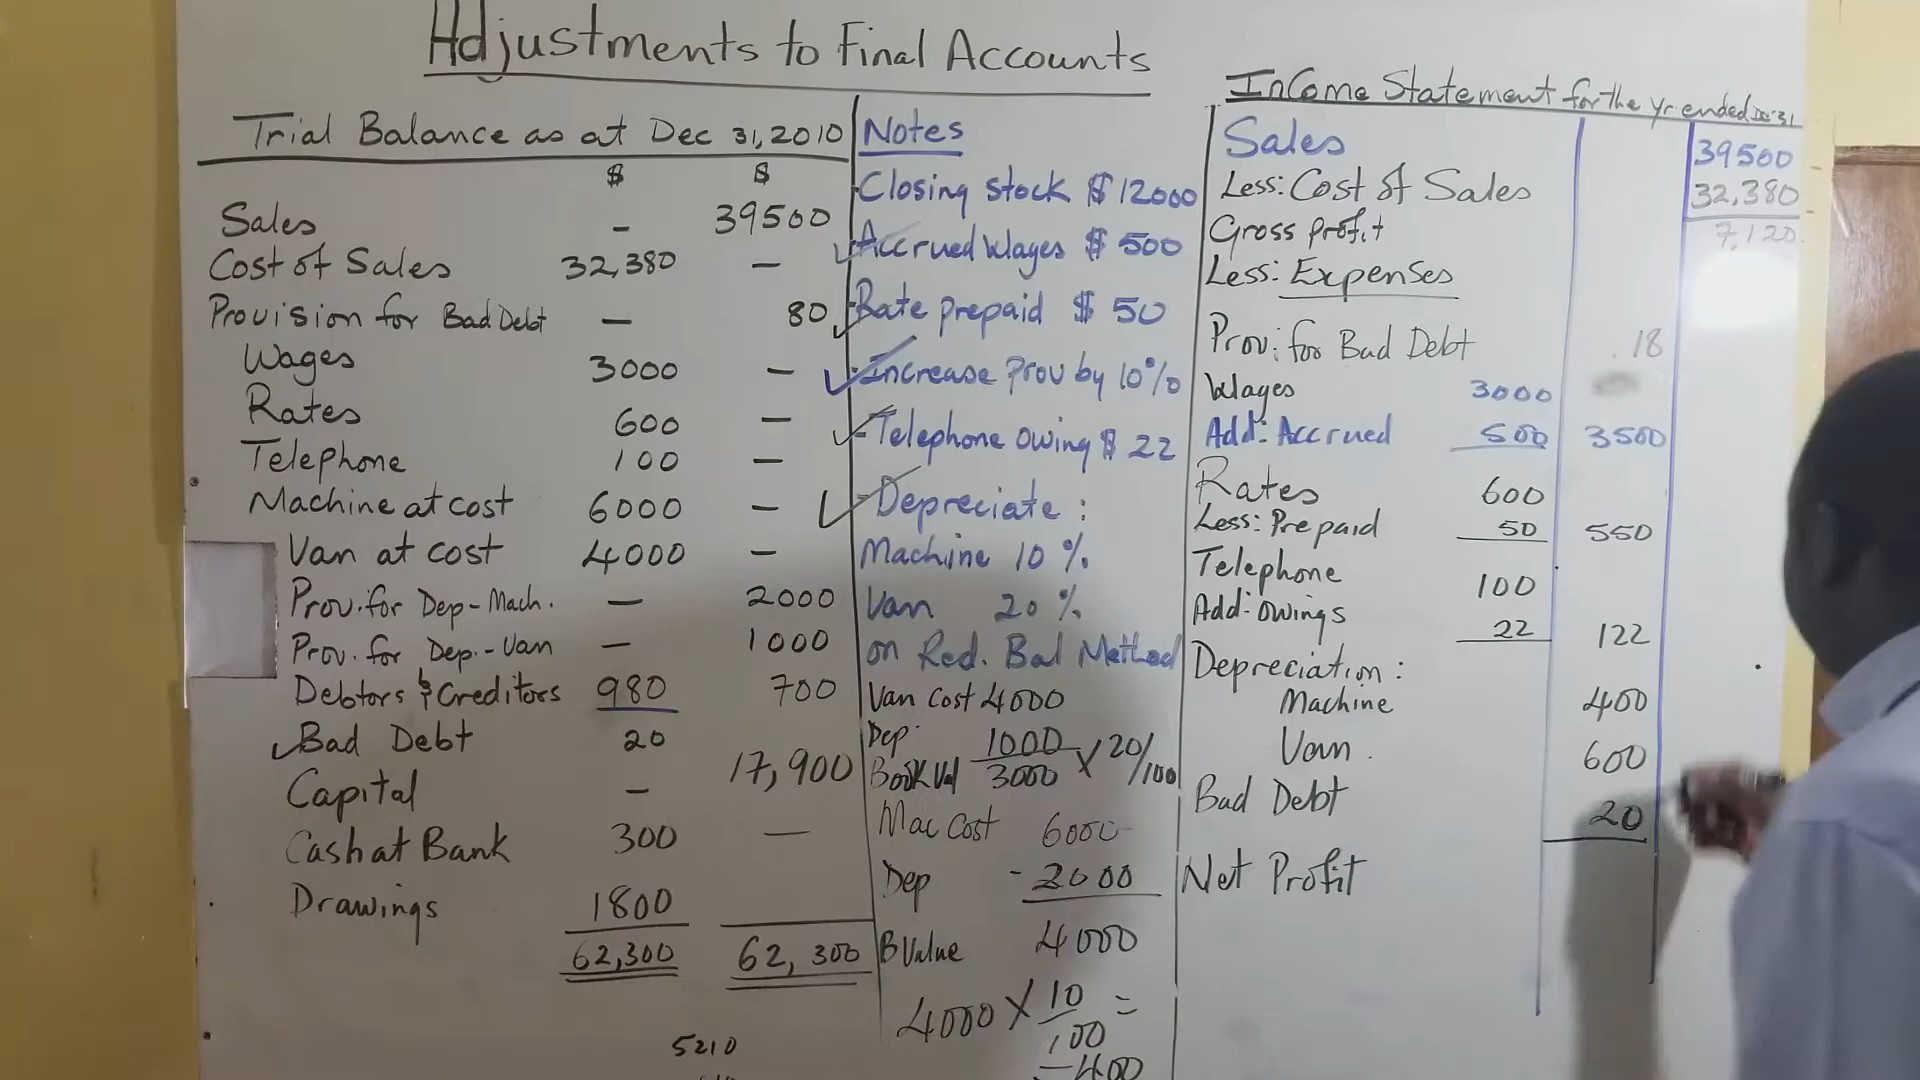 Adjustments to Final Accounts
Trial Balance as at Dec 31, 2010
$ $
Sales - 39500
Cost of Sales 32,380 -
Provision for Bad Debt - 80
Wages 3000 -
Rates 600 -
Telephone 100 -
Machine at cost 6000 -
Van at cost 4000 -
Prov. for Dep - Mach. - 2000
Prov. for Dep. - Van - 1000
Debtors & Creditors 980 700
Bad Debt 20
Capital - 17,900
Cash at Bank 300 -
Drawings 1800
62,300 62,300
5210
Notes
Closing stock $ 12000
Accrued Wages $ 500
Rate prepaid $ 50
- Increase Prov by 10%
- Telephone owing $ 22
- Depreciate :
Machine 10 %
Van 20 %
on Red. Bal Method
Van Cost 4000
Dep. 1000
Book Val 3000 X 20/100
Mac Cost 6000
Dep - 2000
B Value 4000
4000 X 10/100 =
= 400
Income Statement for the yr ended Dec 31
Sales 39500
Less: Cost of Sales 32,380
Gross Profit 7,120
Less: Expenses
Prov: for Bad Debt 18
Wages 3000
Add: Accrued 500 3500
Rates 600
Less: Prepaid 50 550
Telephone 100
Add: Owings 22 122
Depreciation :
Machine 400
Van 600
Bad Debt 20
Net Profit